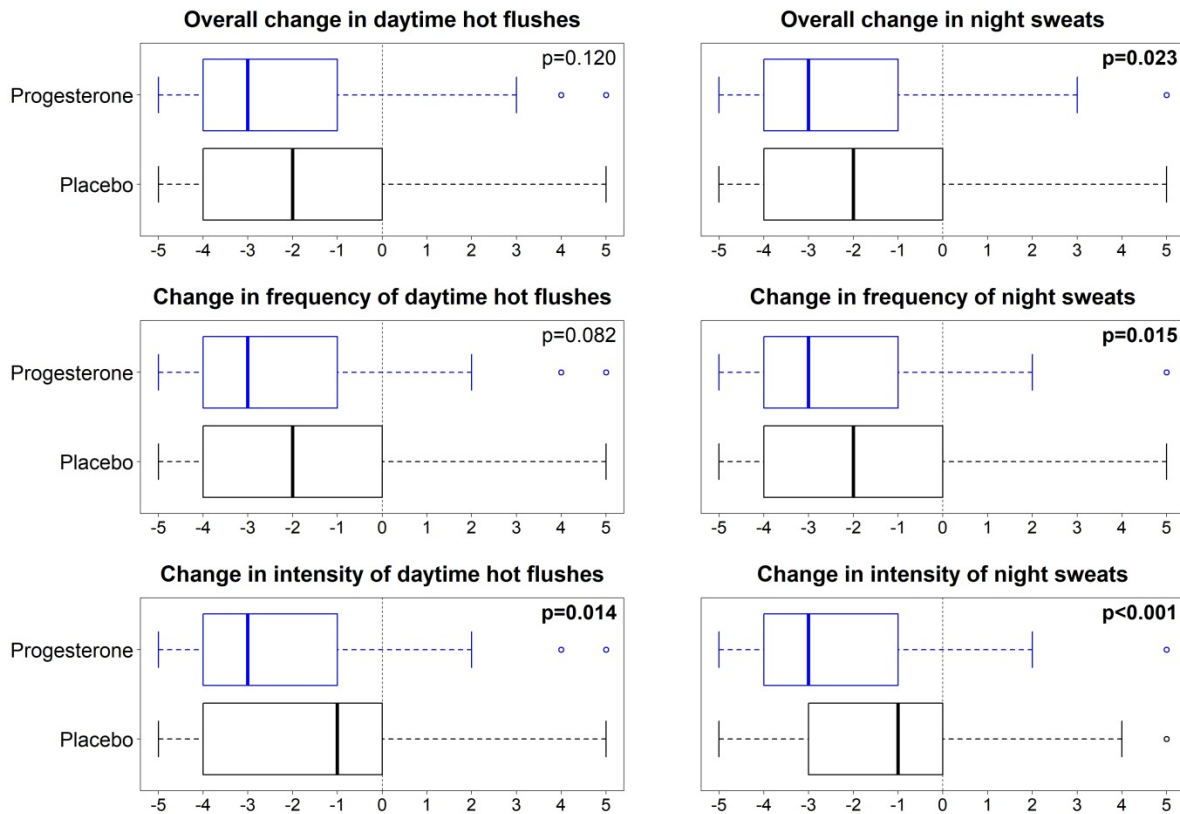 Overall change in daytime hot flushes
p=0.120
Progesterone
Placebo
-5 -4 -3 -2 -1 0 1 2 3 4 5
Overall change in night sweats
p=0.023
-5 -4 -3 -2 -1 0 1 2 3 4 5
Change in frequency of daytime hot flushes
p=0.082
Progesterone
Placebo
-5 -4 -3 -2 -1 0 1 2 3 4 5
Change in frequency of night sweats
p=0.015
-5 -4 -3 -2 -1 0 1 2 3 4 5
Change in intensity of daytime hot flushes
p=0.014
Progesterone
Placebo
-5 -4 -3 -2 -1 0 1 2 3 4 5
Change in intensity of night sweats
p<0.001
-5 -4 -3 -2 -1 0 1 2 3 4 5